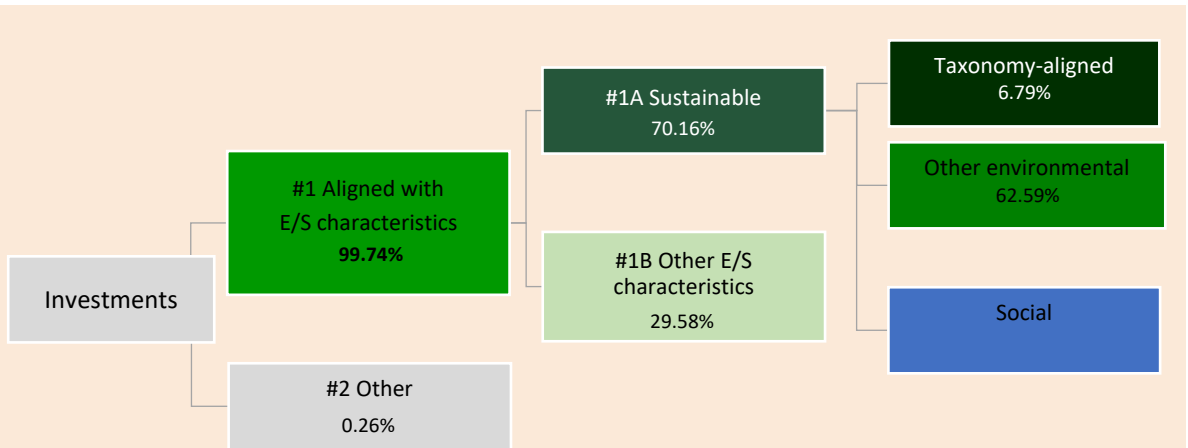 Investments
#1 Aligned with
E/S characteristics
99.74%
#2 Other
0.26%
#1A Sustainable
70.16%
#1B Other E/S
characteristics
29.58%
Taxonomy-aligned
6.79%
Other environmental
62.59%
Social